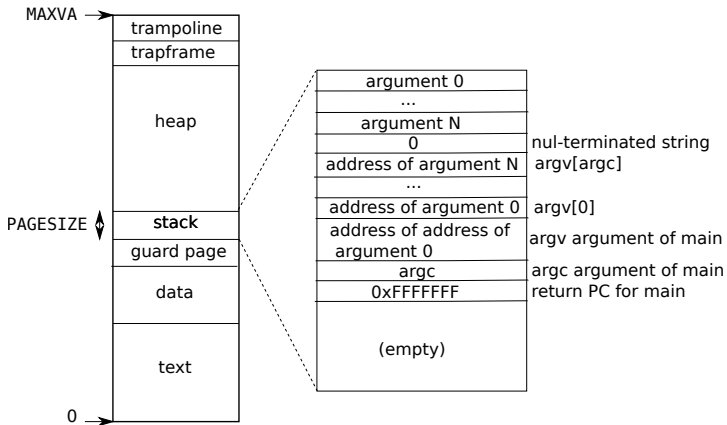 MAXVA
trampoline
trapframe
heap
PAGESIZE
stack
guard page
data
text
0
argument 0
...
argument N
0
nul-terminated string
address of argument N
argv[argc]
...
address of argument 0
argv[0]
address of address of
argument 0
argv argument of main
argc
argc argument of main
0xFFFFFFF
return PC for main
(empty)